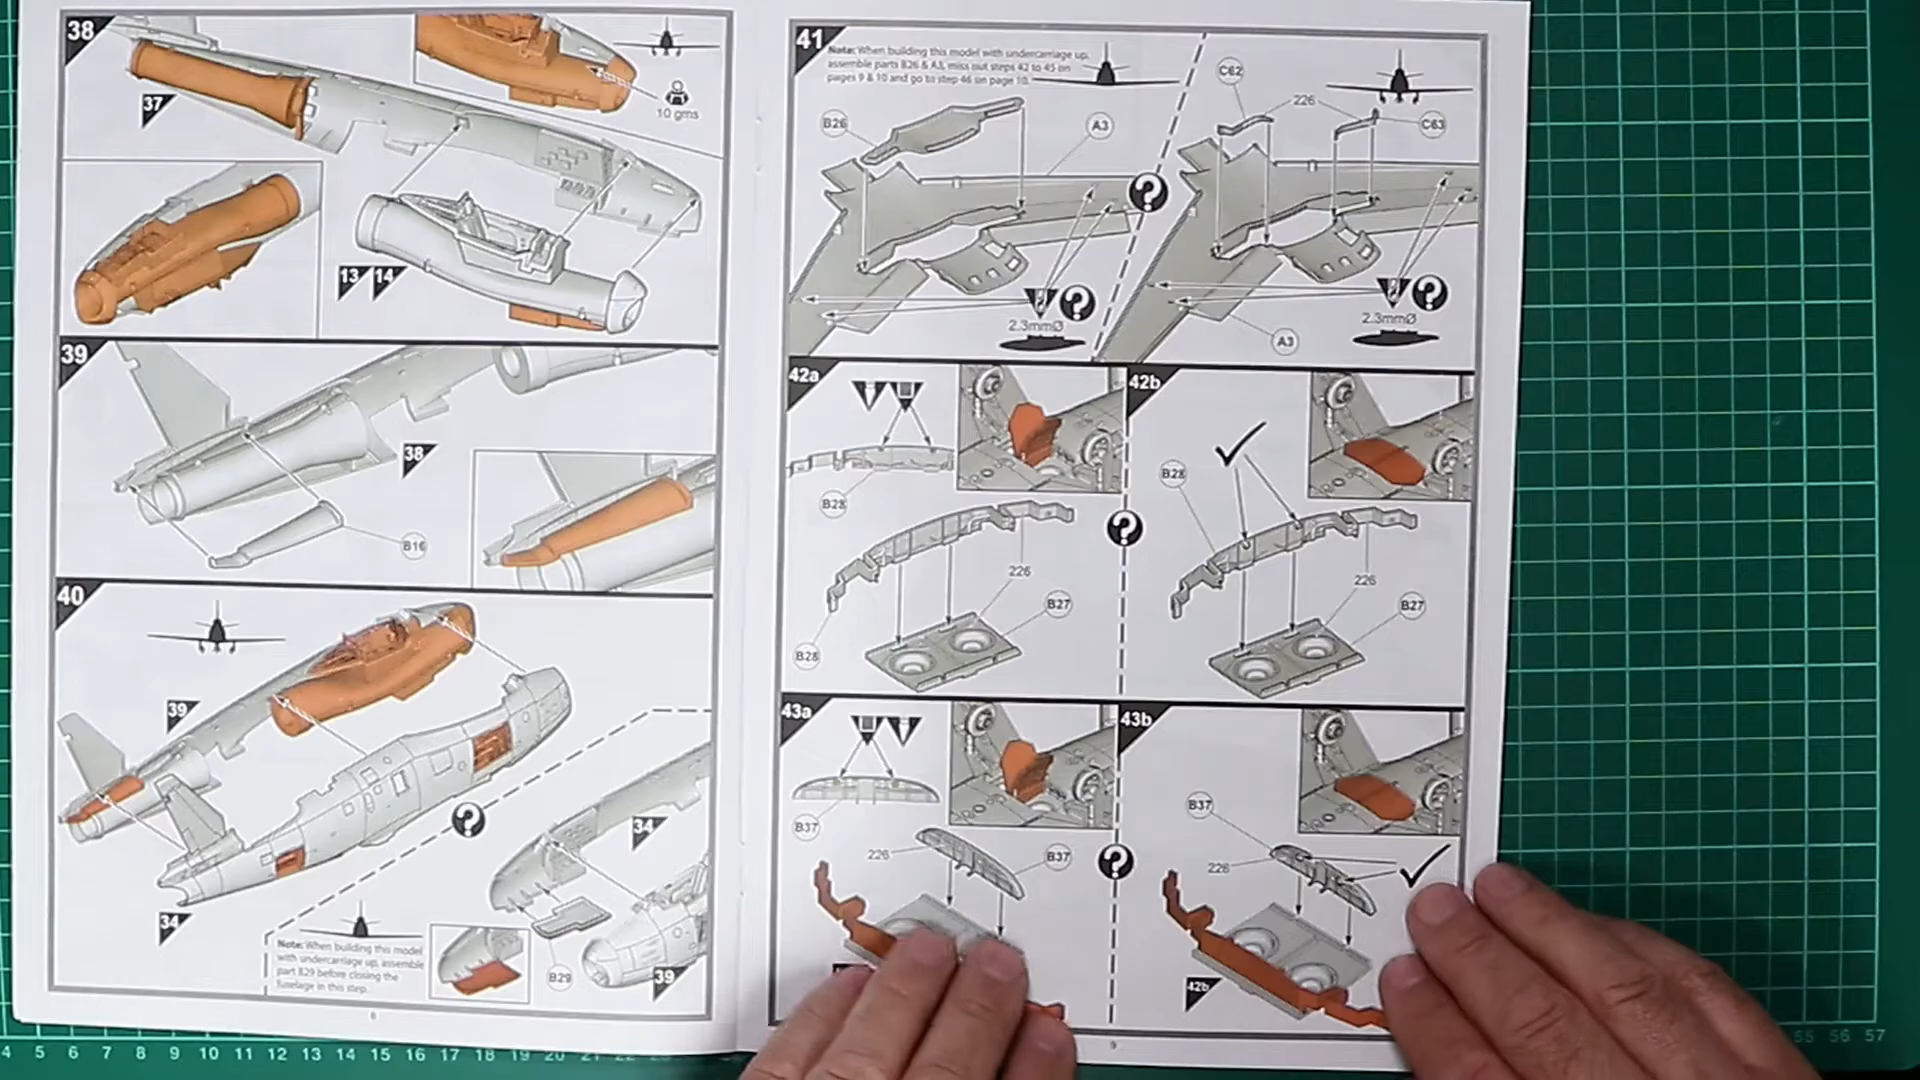 38
37
10 gms
13 14
39
38
B16
40
39
34
34
39
B29
Note: When building this model
with undercarriage up, assemble
part B29 before closing the
fuselage in this step.
8
41
Note: When building this model with undercarriage up,
assemble parts B26 & A3, miss out steps 42 to 45 on
pages 9 & 10 and go to step 46 on page 10.
B26
A3
?
2.3mmØ
?
C62
226
C63
?
2.3mmØ
A3
42a
B28
226
B27
B28
?
42b
B28
226
B27
43a
B37
226
B37
?
43b
B37
226
42b
9
?
4 5 6 7 8 9 10 11 12 13 14 15 16 17 18 19 20 21 22
55 56 57